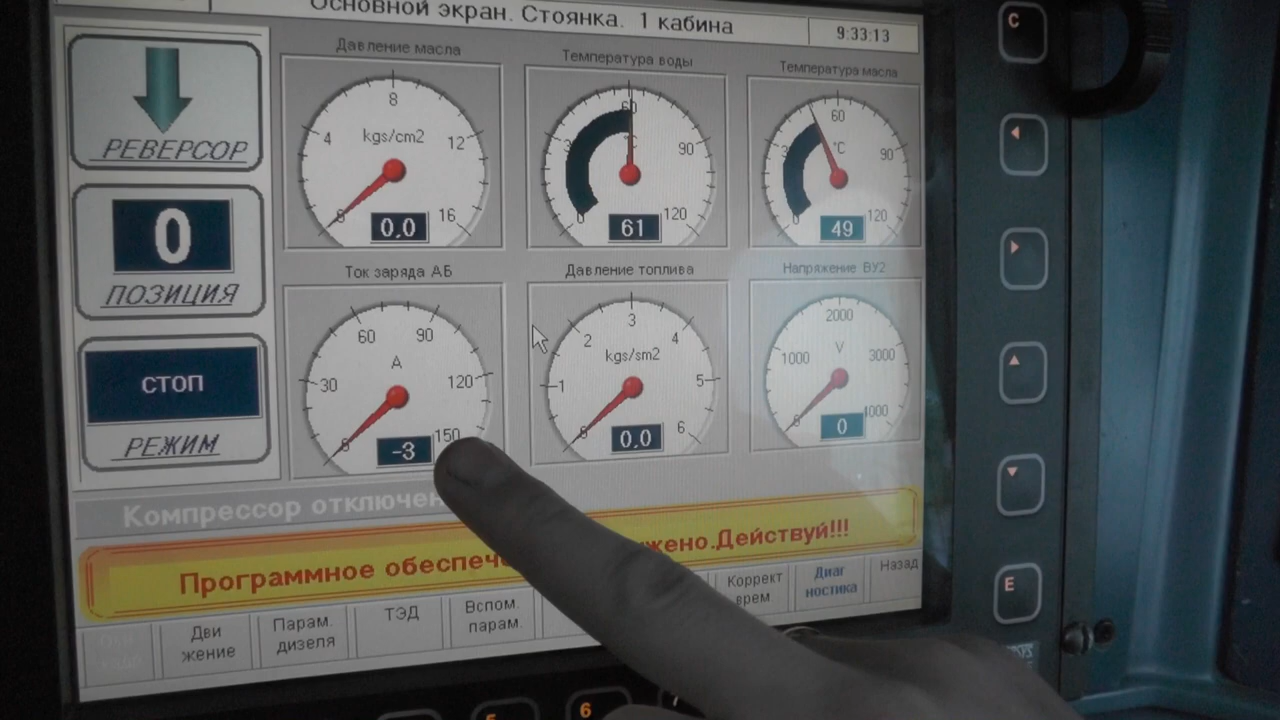 Основной экран. Стоянка. 1 кабина
9:33:13
РЕВЕРСОР
0
ПОЗИЦИЯ
СТОП
РЕЖИМ
Давление масла
4
8
12
16
kgs/cm2
0,0
Температура воды
60
90
120
0
61
Температура масла
60
90
120
0
°C
49
Ток заряда АБ
30
60
90
120
150
A
-3
Давление топлива
1
2
3
4
5
6
kgs/sm2
0,0
Напряжение ВУ2
1000
2000
3000
4000
V
0
Компрессор отключен
Программное обеспеч
жено.Действуй!!!
Дви
жение
Парам.
дизеля
ТЭД
Вспом.
парам.
Коррект
врем
Диаг
ностика
Назад
C
E
6